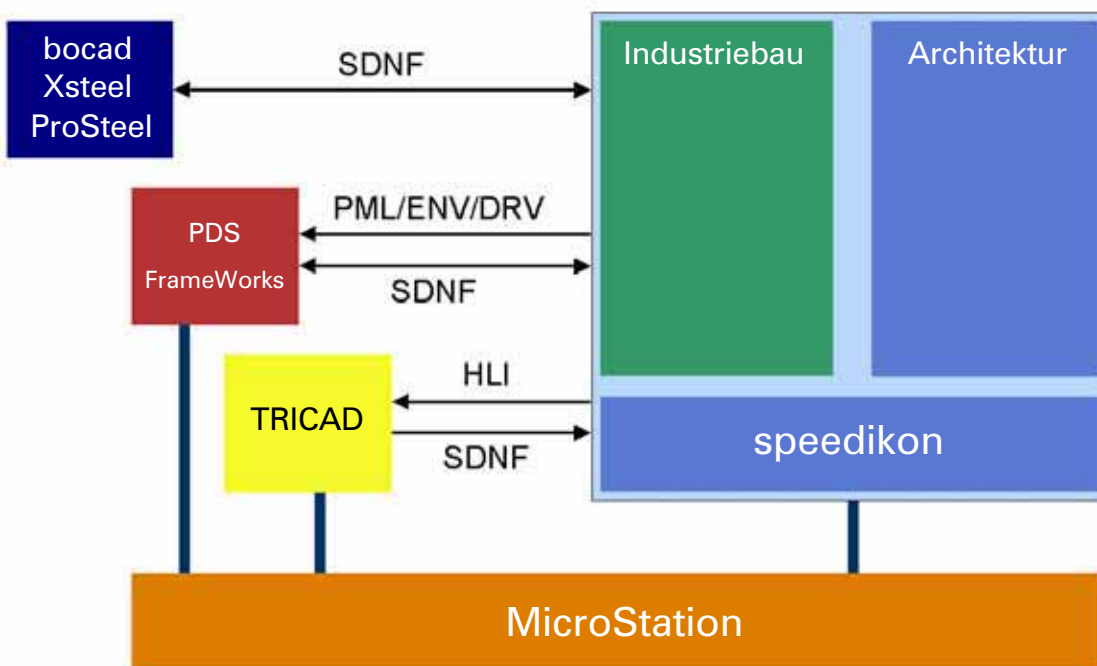 bocad
Xsteel
ProSteel
SDNF
Industriebau
Architektur
PDS
FrameWorks
PML/ENV/DRV
SDNF
TRICAD
HLI
SDNF
speedikon
MicroStation